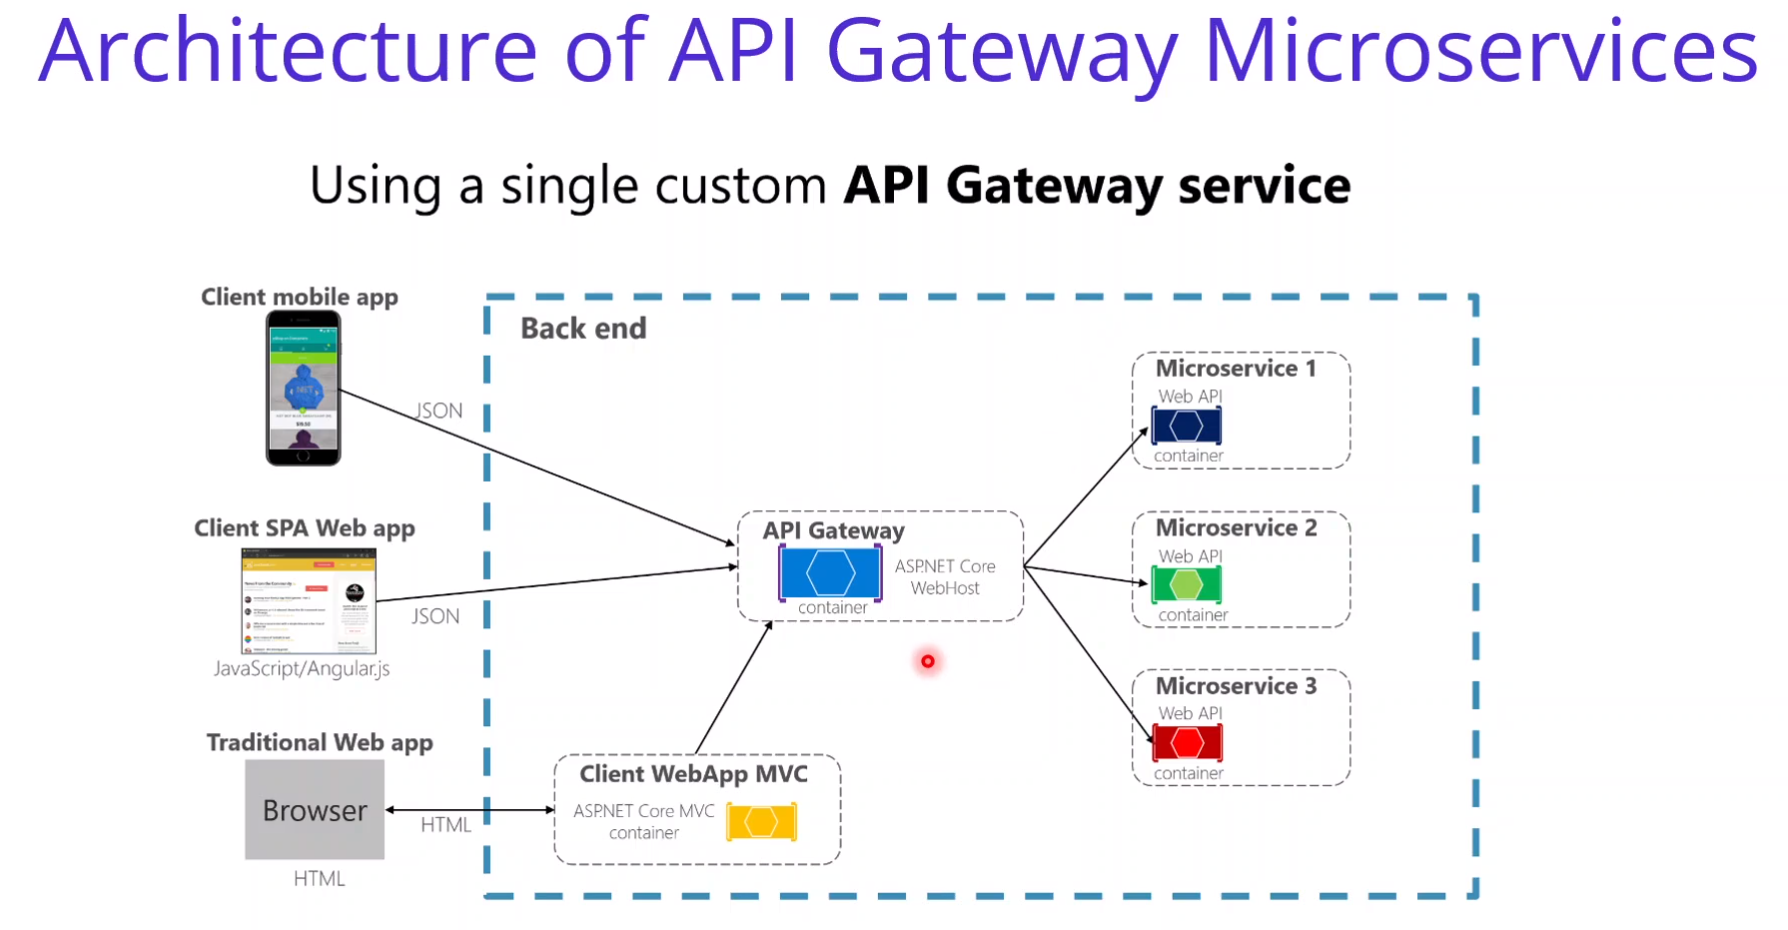 Architecture of API Gateway Microservices
Using a single custom API Gateway service
Client mobile app
JSON
Client SPA Web app
JavaScript/Angular.js
JSON
Traditional Web app
Browser
HTML
HTML
Back end
API Gateway
ASP.NET Core
WebHost
container
Client WebApp MVC
ASP.NET Core MVC
container
Microservice 1
Web API
container
Microservice 2
Web API
container
Microservice 3
Web API
container